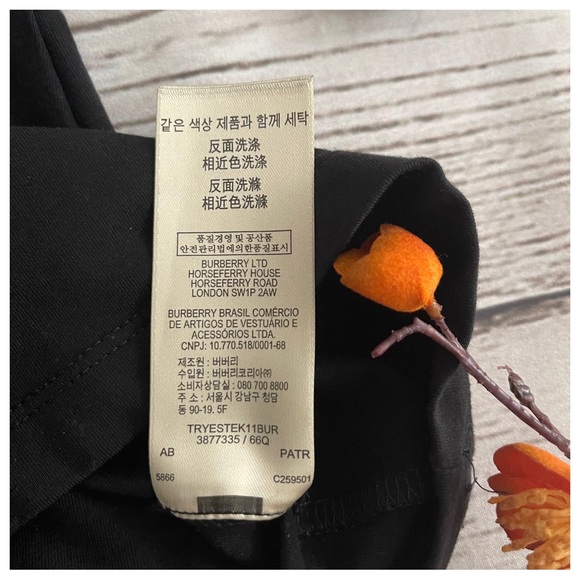 같은 색상 제품과 함께 세탁
反面洗涤
相近色洗涤
反面洗滌
相近色洗滌
품질경영 및 공산품
안전관리법에의한품질표시
BURBERRY LTD
HORSEFERRY HOUSE
HORSEFERRY ROAD
LONDON SW1P 2AW
BURBERRY BRASIL COMÉRCIO
DE ARTIGOS DE VESTUÁRIO E
ACESSÓRIOS LTDA.
CNPJ: 10.770.518/0001-68
제조원 : 버버리
수입원 : 버버리코리아㈜
소비자상담실 : 080 700 8800
주 소 : 서울시 강남구 청담
동 90-19. 5F
TRYESTEK11BUR
3877335 / 66Q
AB PATR
5866 C259501